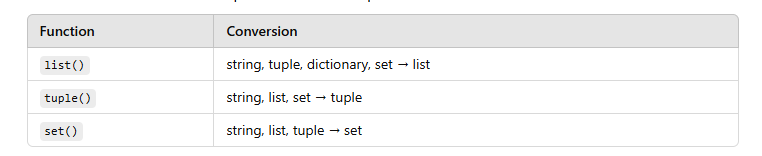 Function Conversion
list() string, tuple, dictionary, set → list
tuple() string, list, set → tuple
set() string, list, tuple → set